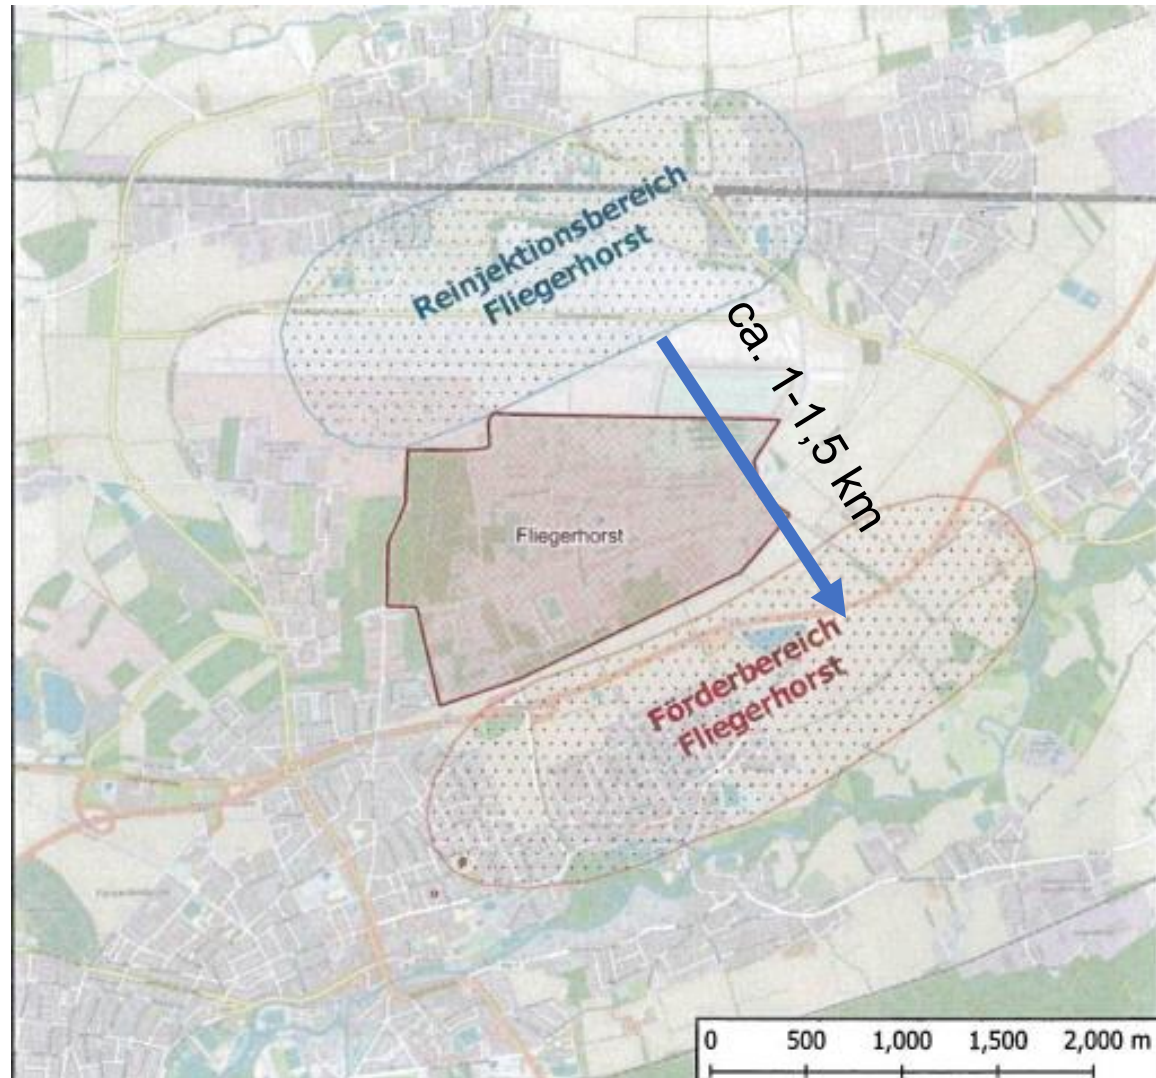 Reinjektionsbereich
Fliegerhorst
ca. 1-1,5 km
Fliegerhorst
Förderbereich
Fliegerhorst
0 500 1,000 1,500 2,000 m